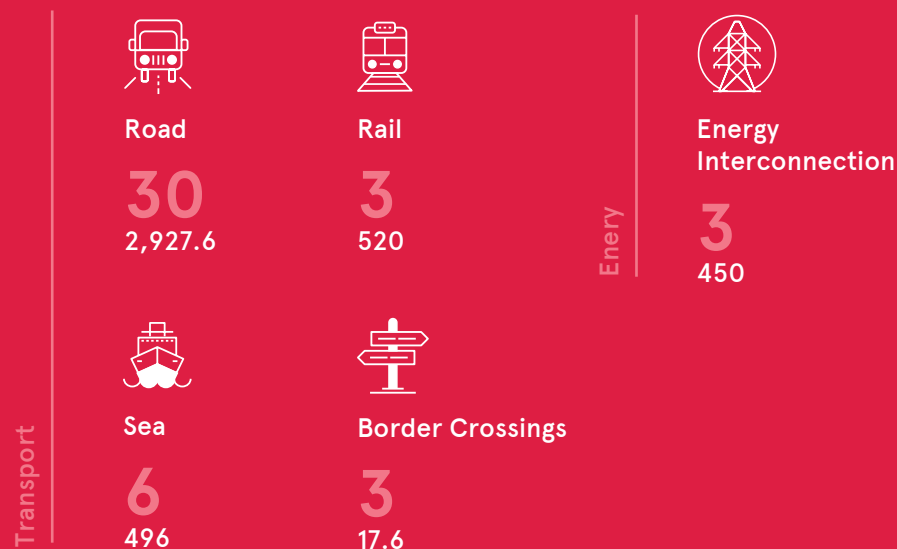 Transport
Road
30
2,927.6
Rail
3
520
Sea
6
496
Border Crossings
3
17.6
Enery
Energy
Interconnection
3
450